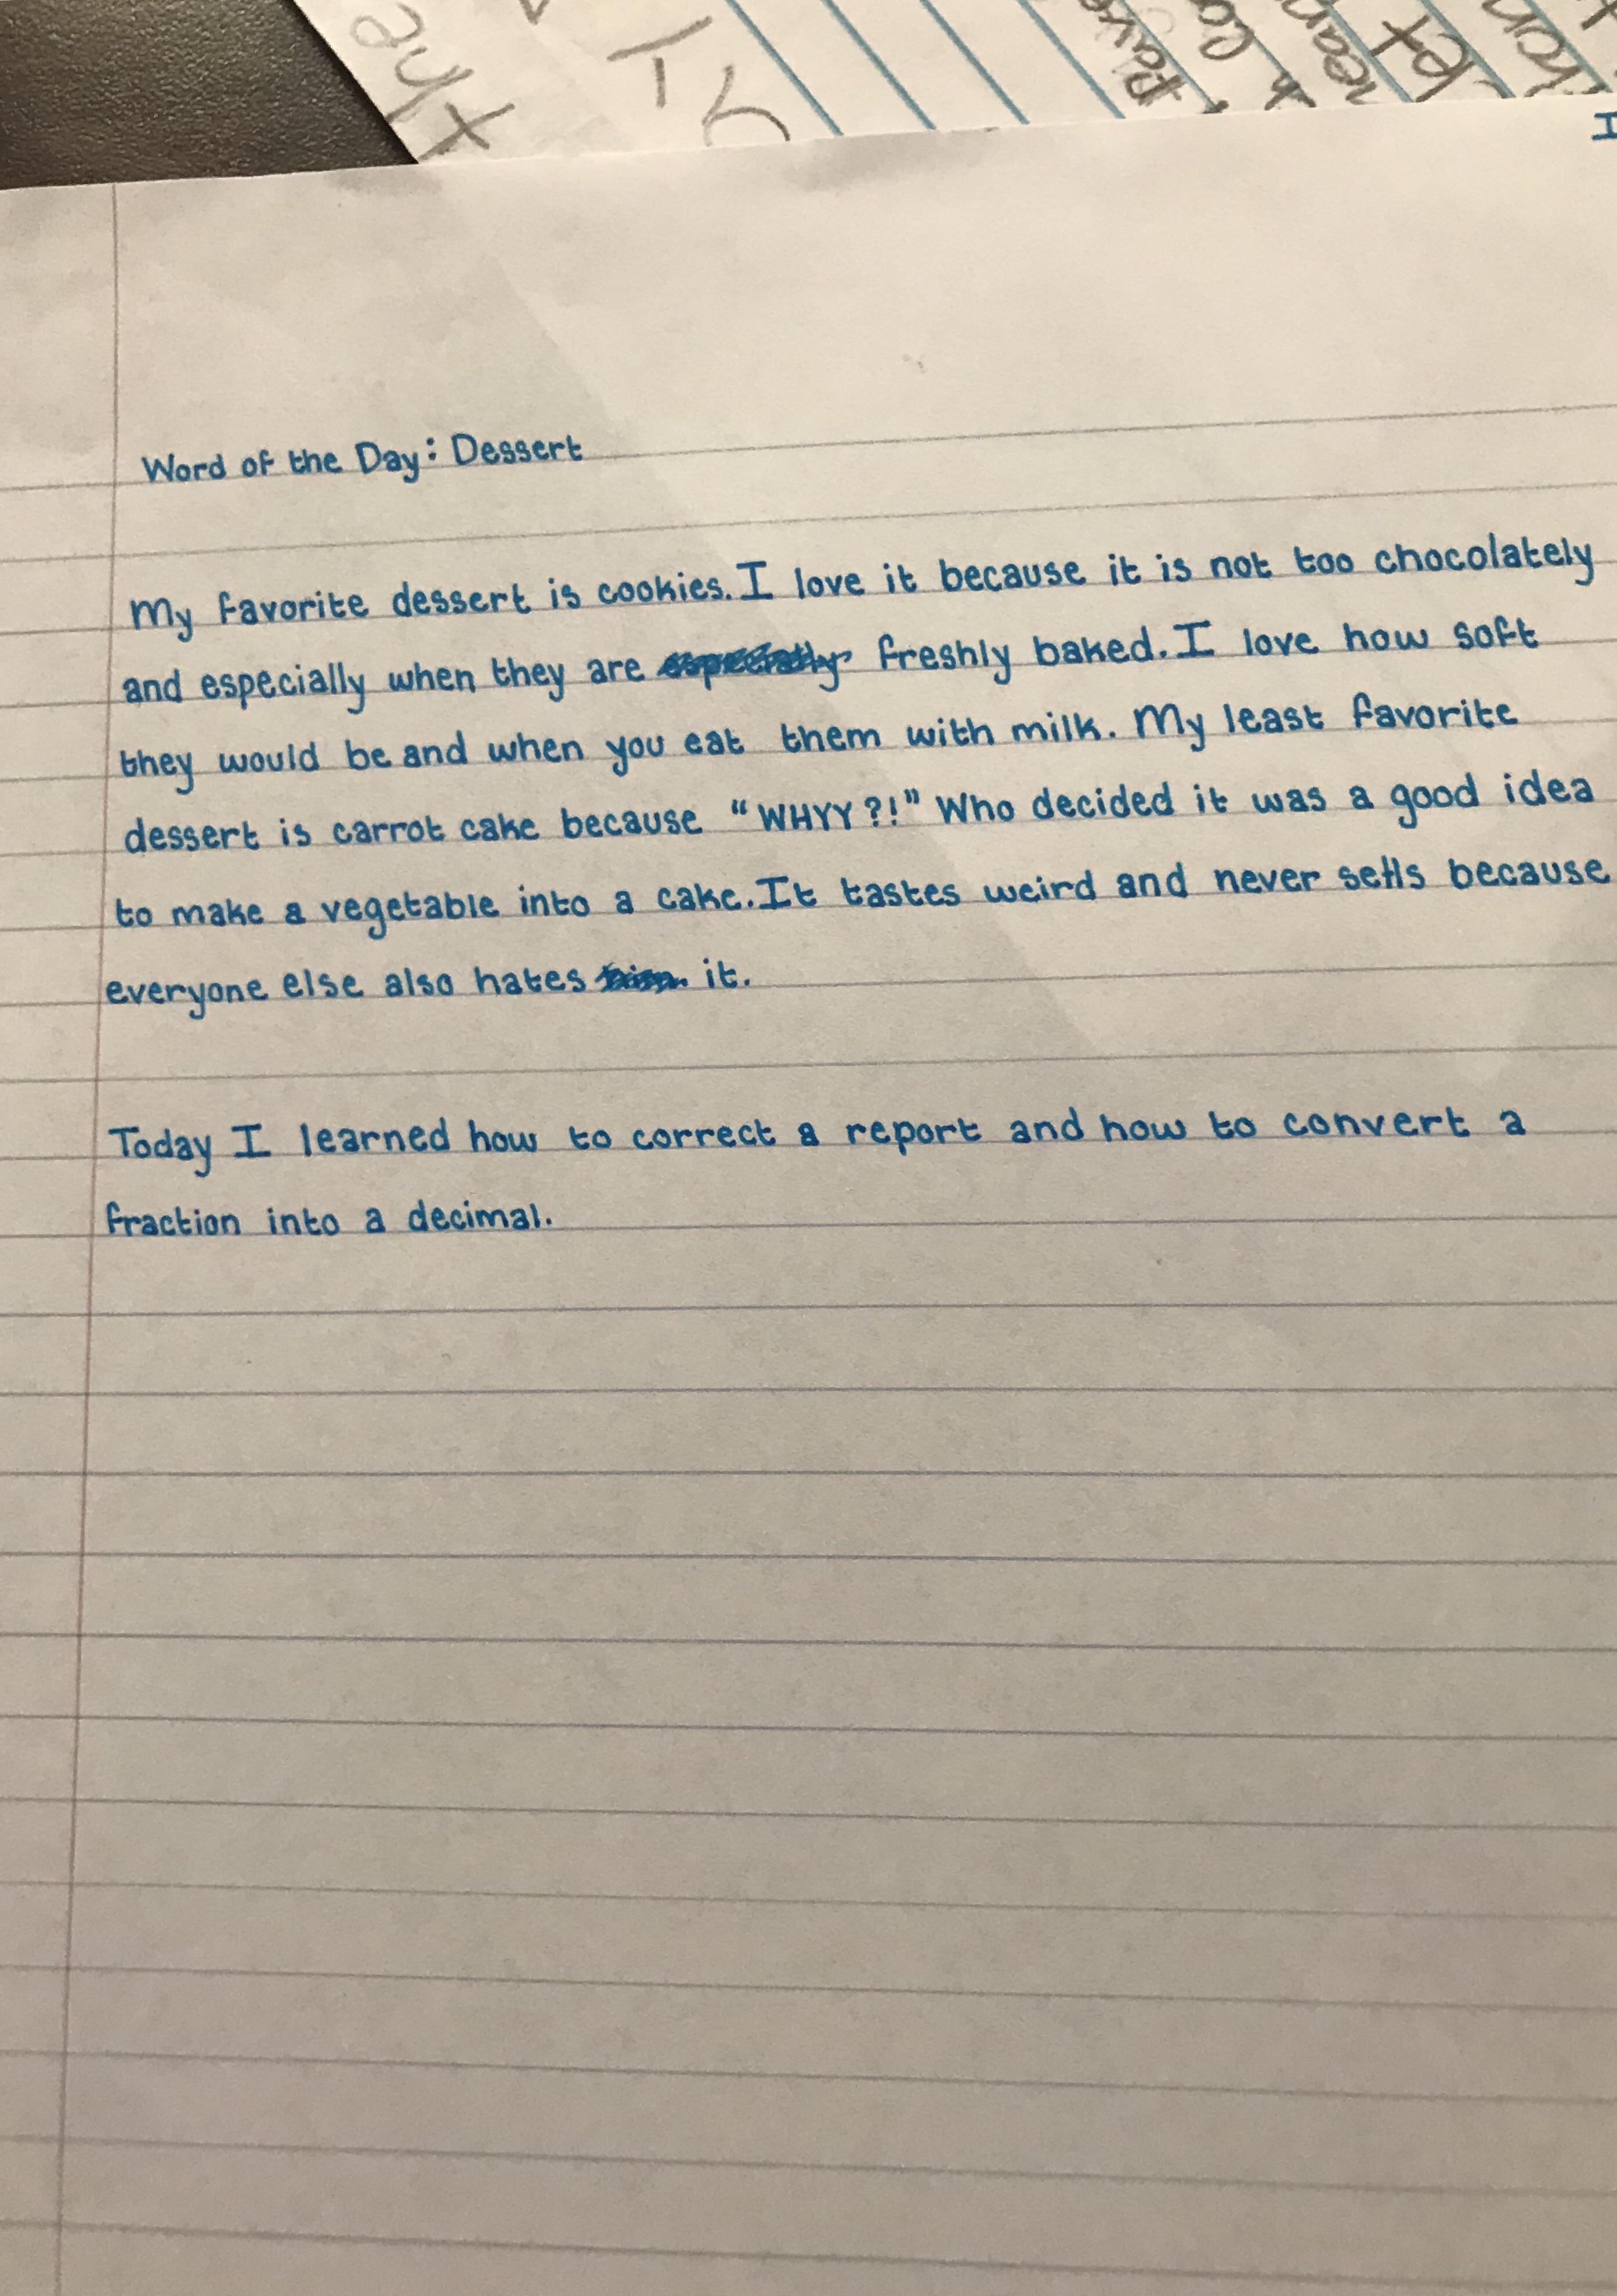 the
I
Word of the Day: Dessert
My favorite dessert is cookies. I love it because it is not too chocolately
and especially when they are especially freshly baked. I love how soft
they would be and when you eat them with milk. My least favorite
dessert is carrot cake because "WHYY?!" Who decided it was a good idea
to make a vegetable into a cake. It tastes weird and never sells because
everyone else also hates it.
Today I learned how to correct a report and how to convert a
fraction into a decimal.